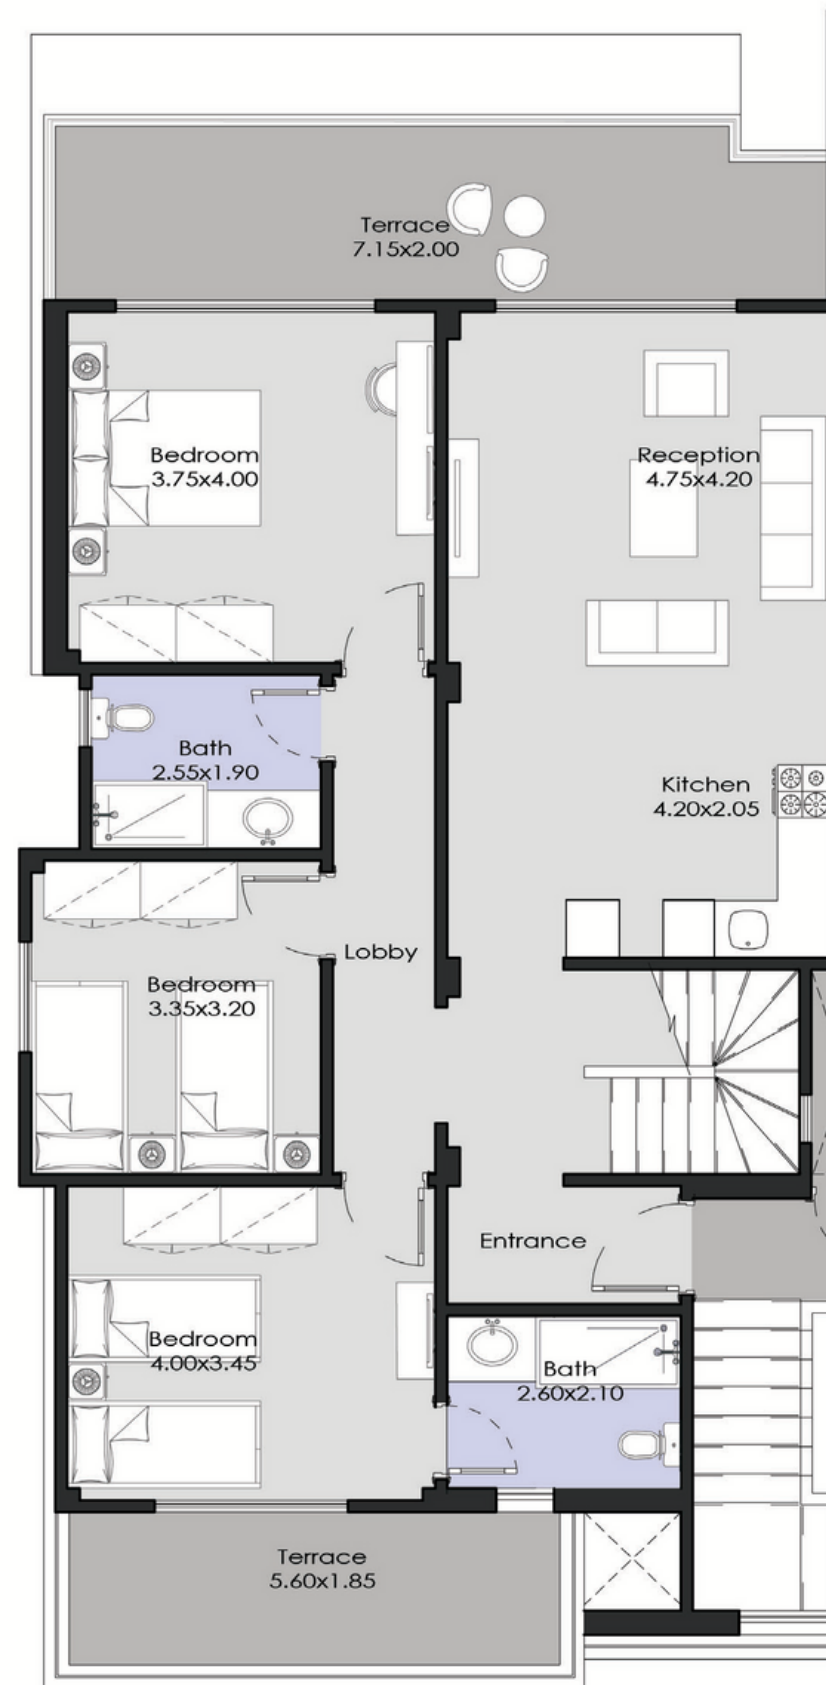 Terrace
7.15x2.00
Bedroom
3.75x4.00
Reception
4.75x4.20
Bath
2.55x1.90
Kitchen
4.20x2.05
Lobby
Bedroom
3.35x3.20
Entrance
Bedroom
4.00x3.45
Bath
2.60x2.10
Terrace
5.60x1.85